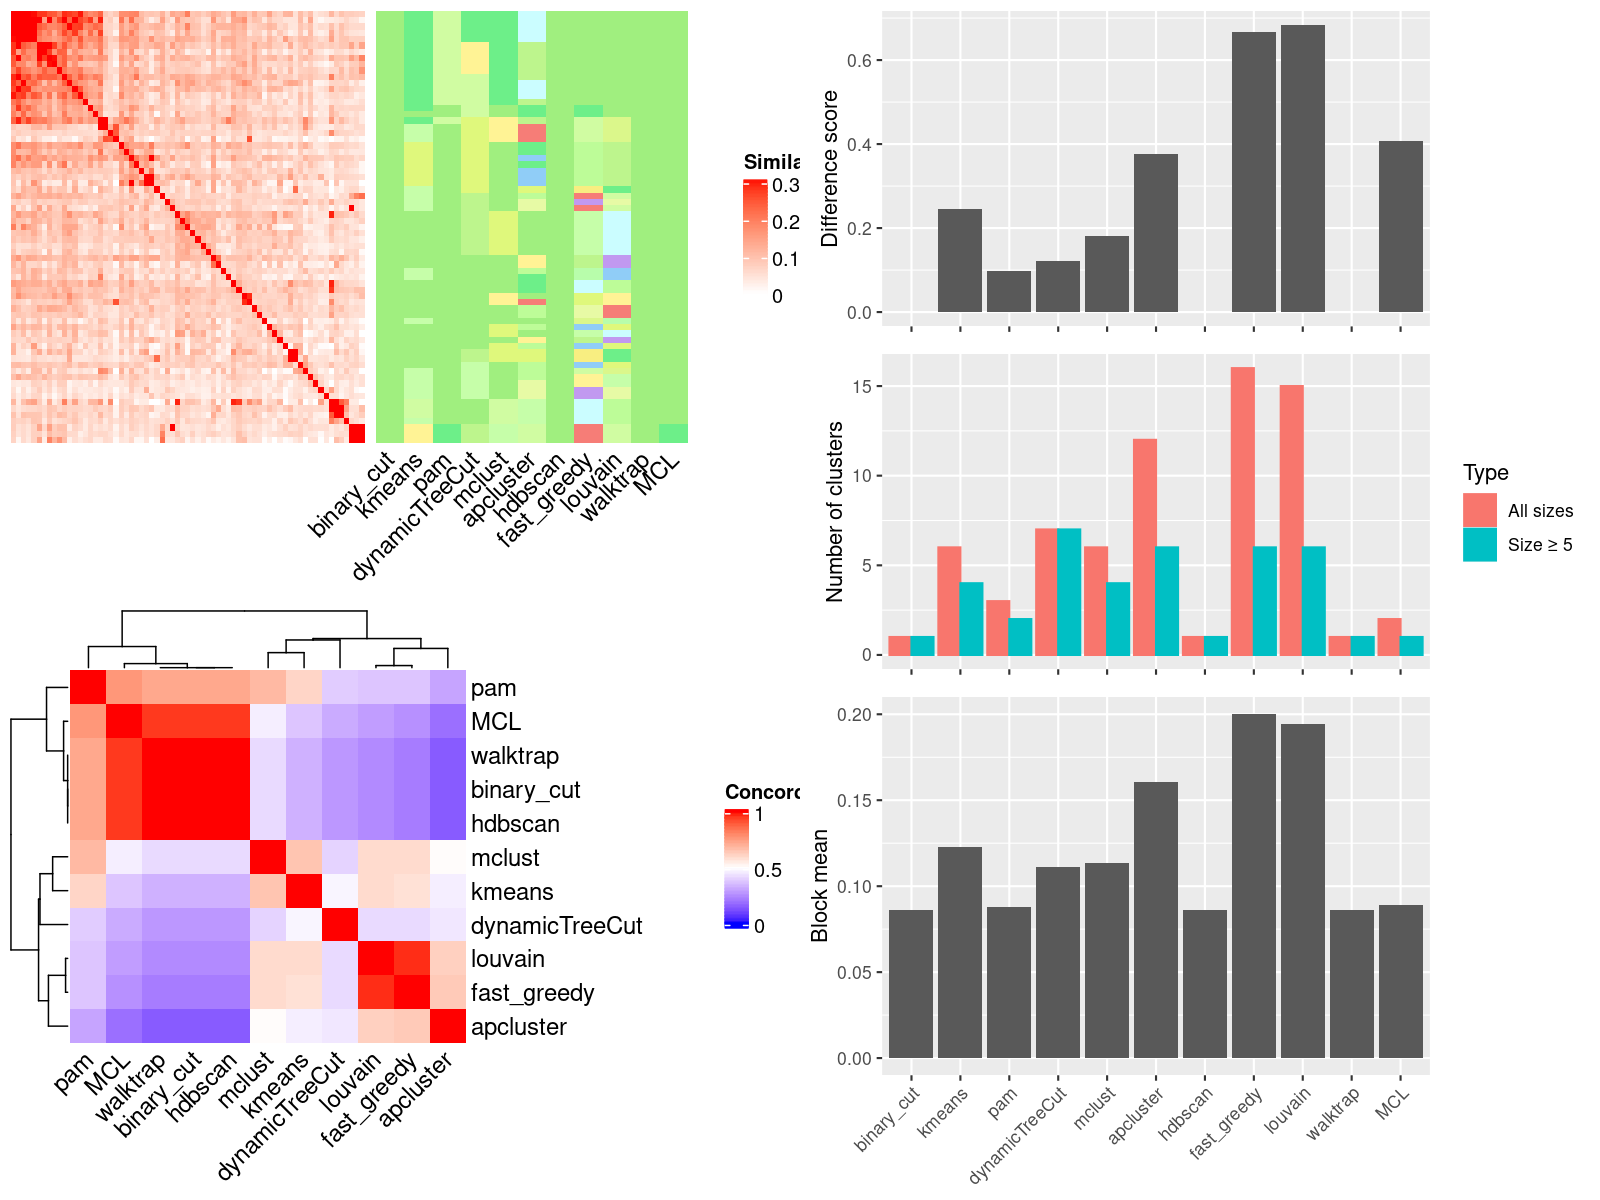 Simila
0.3
0.2
0.1
0
binary_cut
kmeans
pam
dynamicTreeCut
mclust
apcluster
hdbscan
fast_greedy
louvain
walktrap
MCL
pam
MCL
walktrap
binary_cut
hdbscan
mclust
kmeans
dynamicTreeCut
louvain
fast_greedy
apcluster
pam
MCL
walktrap
binary_cut
hdbscan
mclust
kmeans
dynamicTreeCut
louvain
fast_greedy
apcluster
Concord
1
0.5
0
Difference score
0.6
0.4
0.2
0.0
Number of clusters
15
10
5
0
Type
All sizes
Size ≥ 5
Block mean
0.20
0.15
0.10
0.05
0.00
binary_cut
kmeans
pam
dynamicTreeCut
mclust
apcluster
hdbscan
fast_greedy
louvain
walktrap
MCL